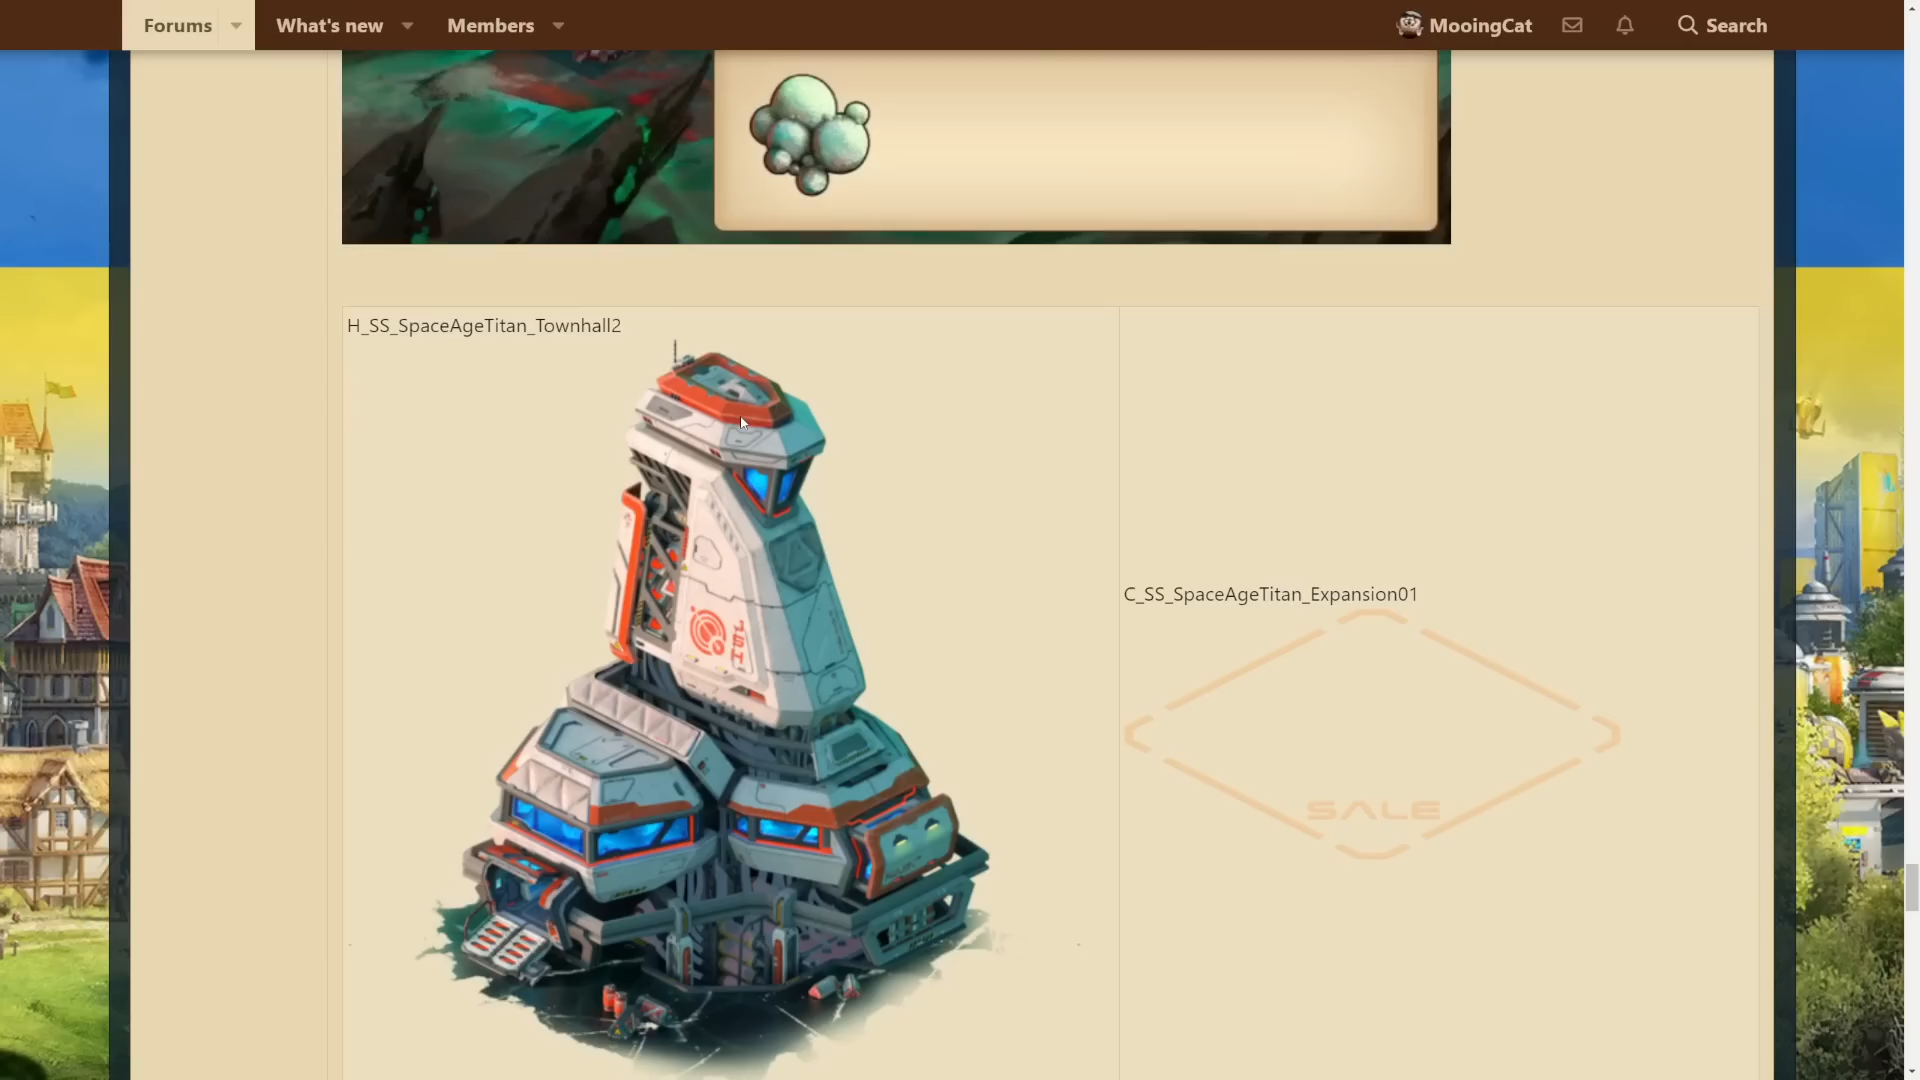 Forums
What's new
Members
MooingCat
Search
H_SS_SpaceAgeTitan_Townhall2
C_SS_SpaceAgeTitan_Expansion01
SALE